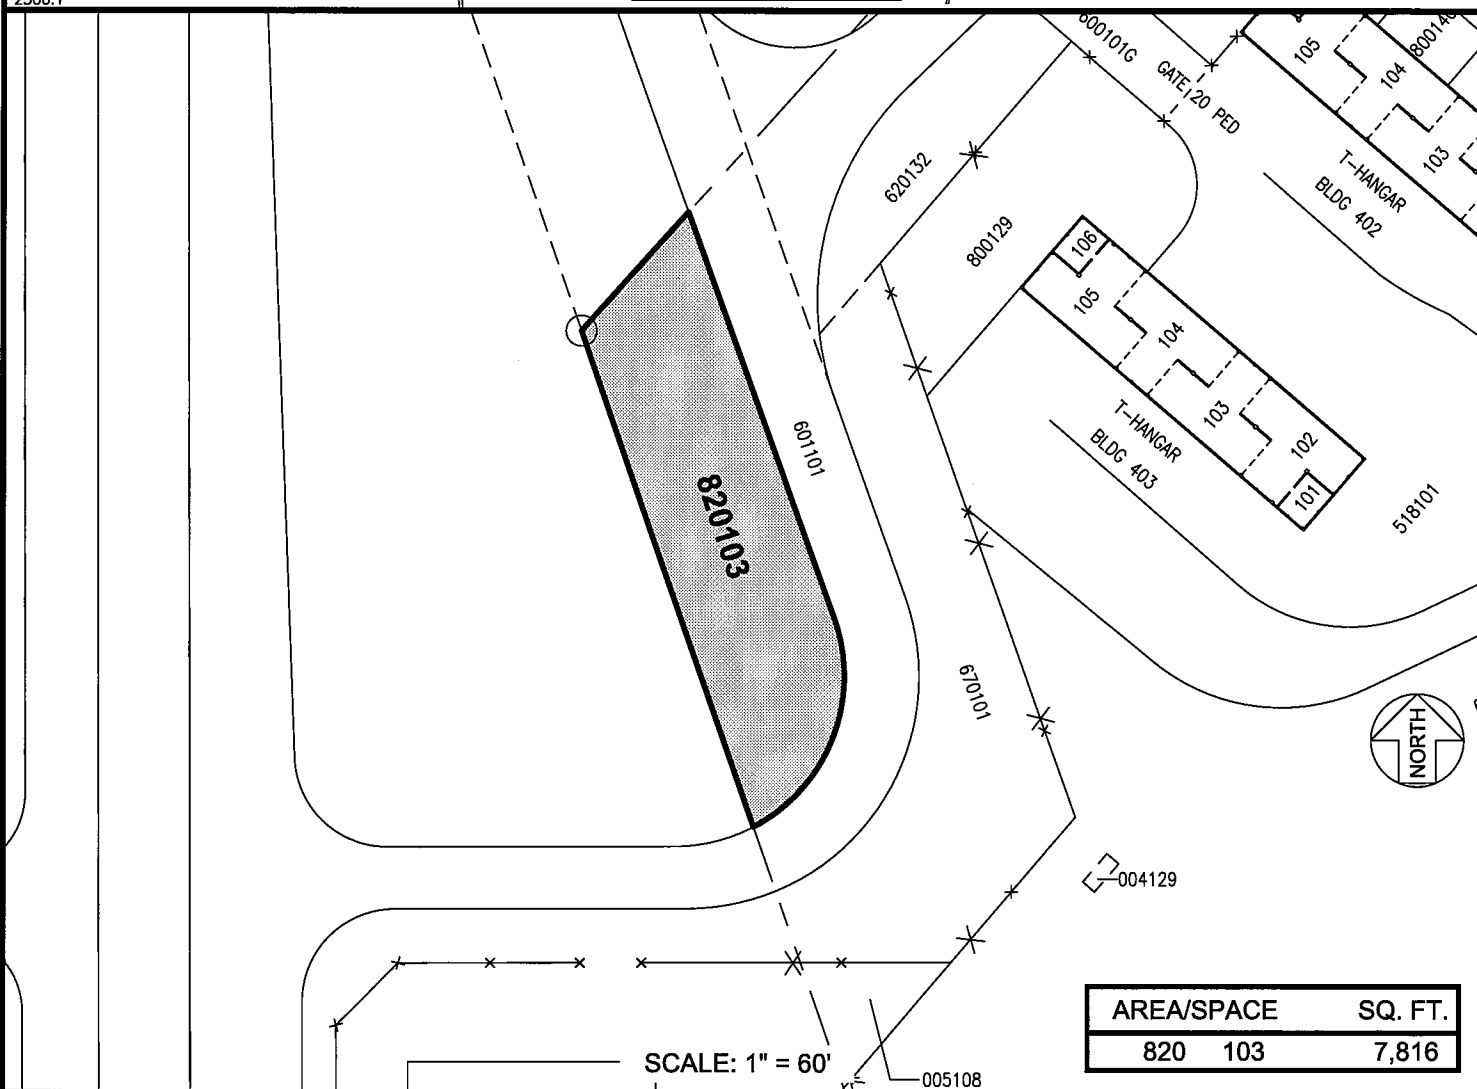 600101G
GATE 20 PED
105
104
103
T-HANGAR
BLDG 402
620132
800129
106
105
104
103
102
101
T-HANGAR
BLDG 403
518101
601101
820103
670101
NORTH
004129
AREA/SPACE SQ. FT.
820 103 7,816
SCALE: 1" = 60'
005108